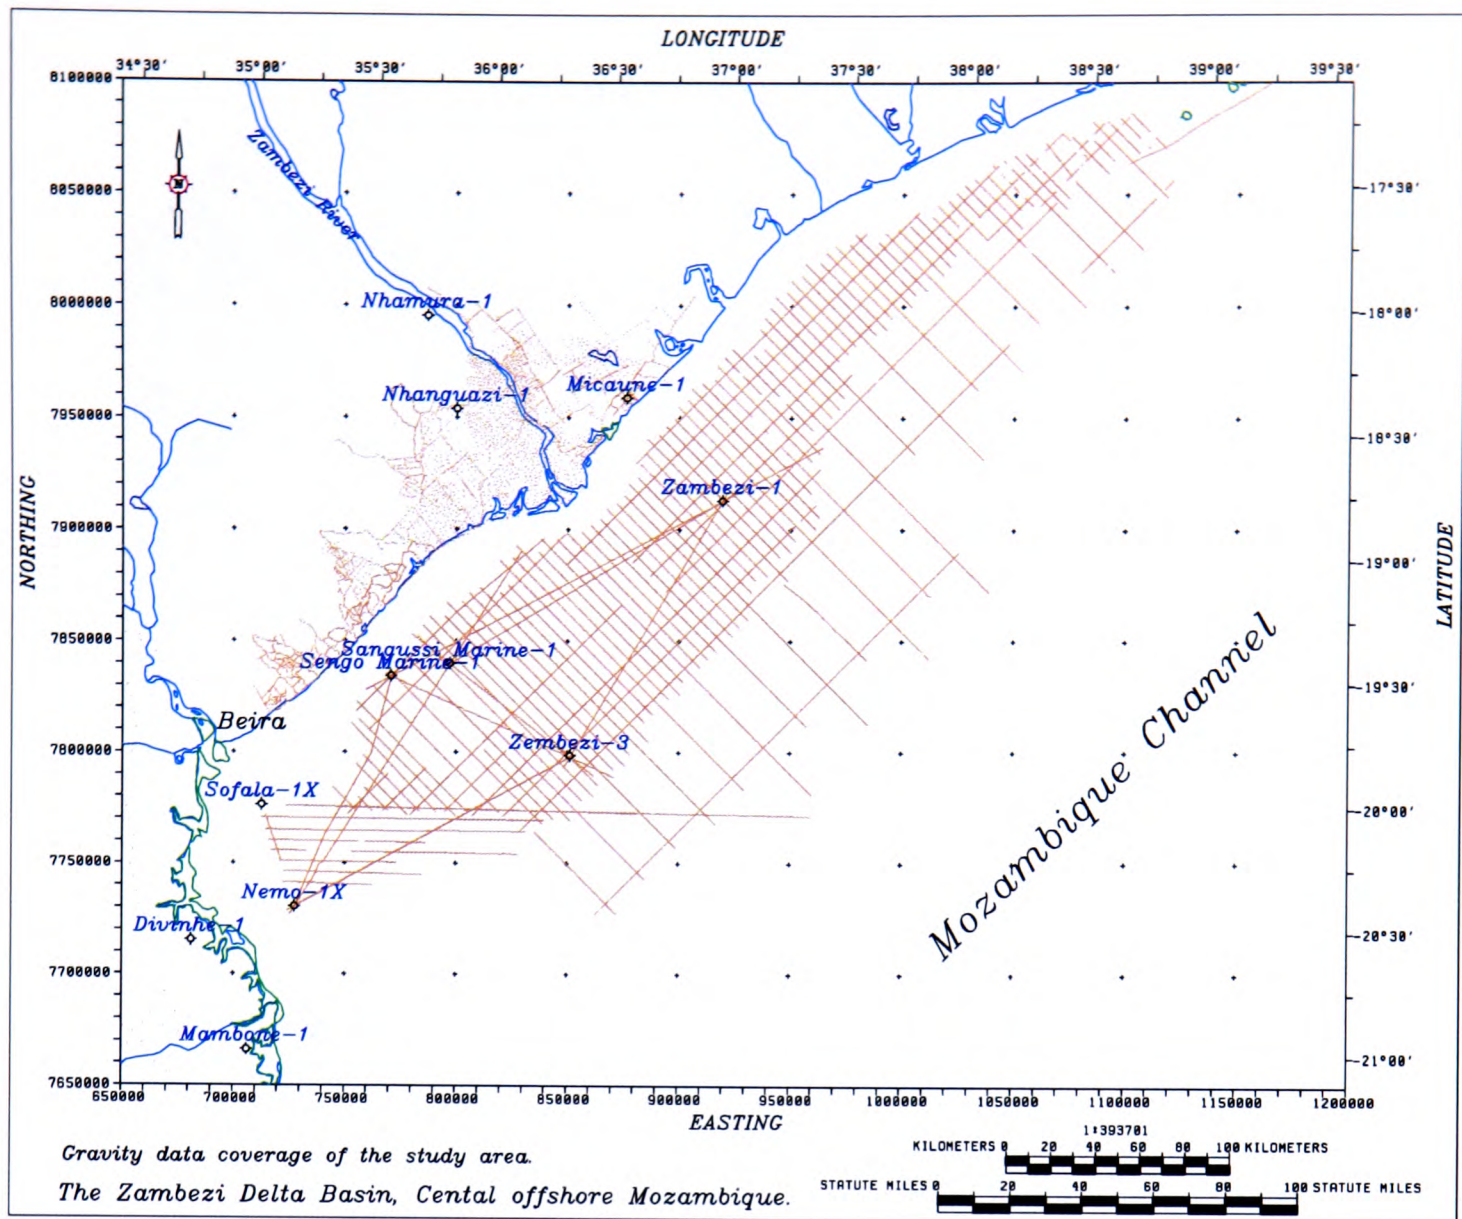 LONGITUDE
34°30' 35°00' 35°30' 36°00' 36°30' 37°00' 37°30' 38°00' 38°30' 39°00' 39°30'
8100000
8050000
8000000
7950000
7900000
7850000
7800000
7750000
7700000
7650000
NORTHING
N
Zambezi River
Nhamura-1
Nhanguazi-1
Micaune-1
Zambezi-1
Sangussi Marine-1
Sengo Marine-1
Beira
Zembezi-3
Sofala-1X
Nemo-1X
Divinhe-1
Mambone-1
Mozambique Channel
-17°30'
-18°00'
-18°30'
-19°00'
-19°30'
-20°00'
-20°30'
-21°00'
LATITUDE
650000 700000 750000 800000 850000 900000 950000 1000000 1050000 1100000 1150000 1200000
EASTING
1:393701
KILOMETERS 0 20 40 60 80 100 KILOMETERS
STATUTE MILES 0 20 40 60 80 100 STATUTE MILES
Gravity data coverage of the study area.
The Zambezi Delta Basin, Cental offshore Mozambique.